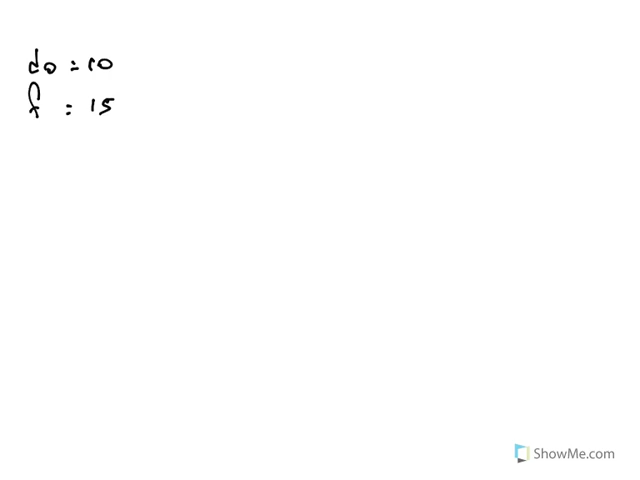 do = 10
f = 15
ShowMe.com